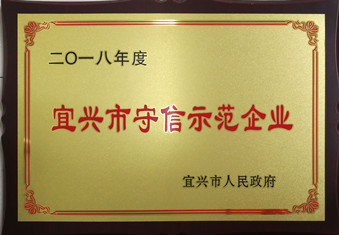 二〇一八年度
宜兴市守信示范企业
宜兴市人民政府